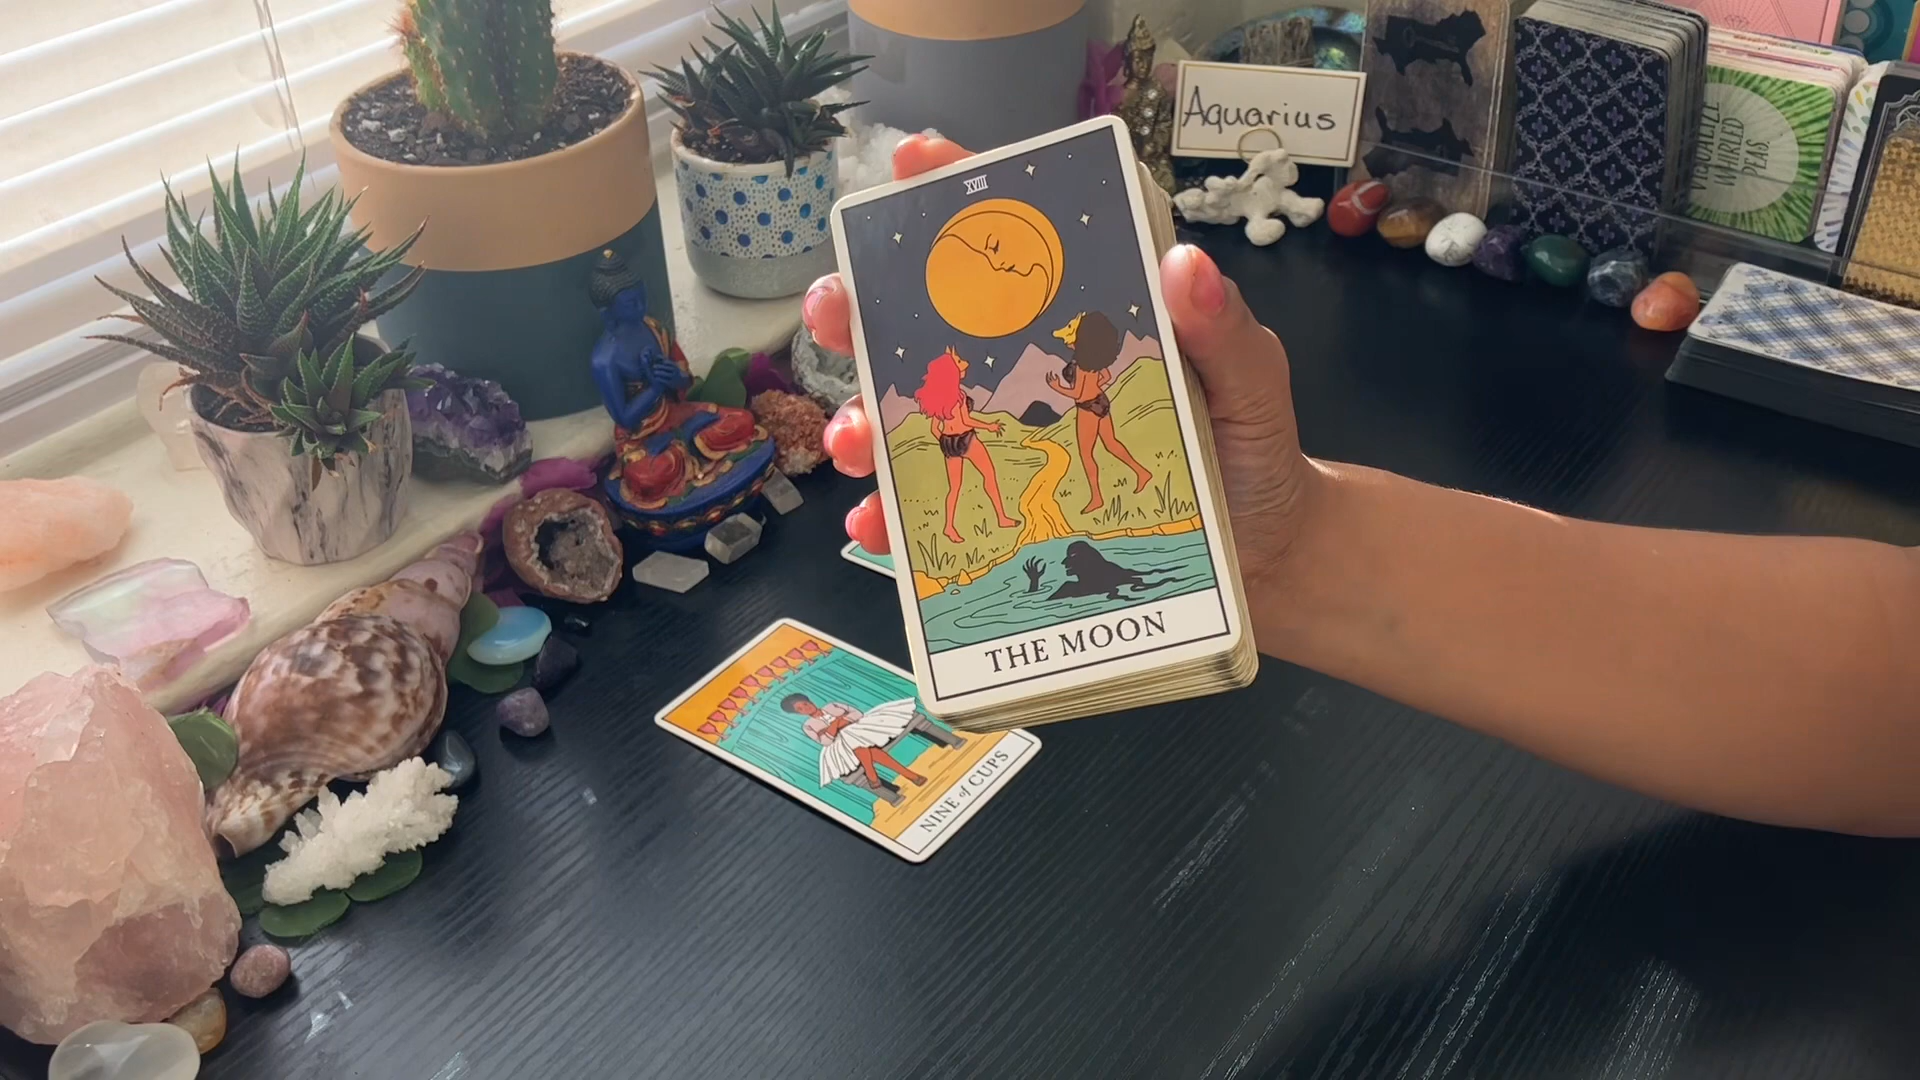 Aquarius
VISUALIZE
WHIRLED
PEAS.
XVIII
THE MOON
NINE of CUPS